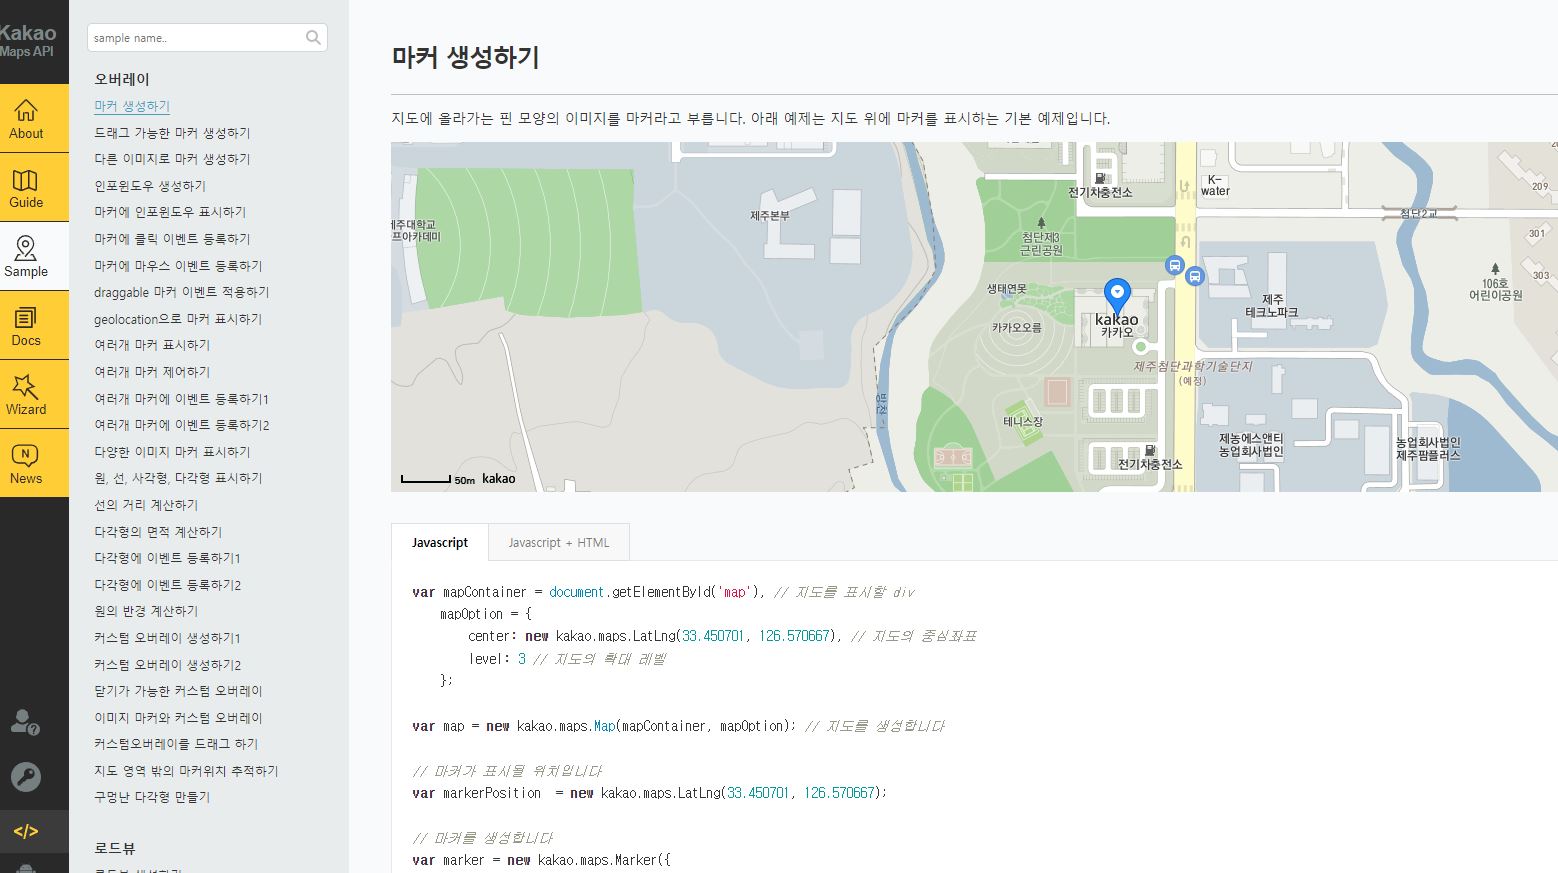 Kakao
Maps API
About
Guide
Sample
Docs
Wizard
N
News
</>
sample name..
오버레이
마커 생성하기
드래그 가능한 마커 생성하기
다른 이미지로 마커 생성하기
인포윈도우 생성하기
마커에 인포윈도우 표시하기
마커에 클릭 이벤트 등록하기
마커에 마우스 이벤트 등록하기
draggable 마커 이벤트 적용하기
geolocation으로 마커 표시하기
여러개 마커 표시하기
여러개 마커 제어하기
여러개 마커에 이벤트 등록하기1
여러개 마커에 이벤트 등록하기2
다양한 이미지 마커 표시하기
원, 선, 사각형, 다각형 표시하기
선의 거리 계산하기
다각형의 면적 계산하기
다각형에 이벤트 등록하기1
다각형에 이벤트 등록하기2
원의 반경 계산하기
커스텀 오버레이 생성하기1
커스텀 오버레이 생성하기2
닫기가 가능한 커스텀 오버레이
이미지 마커와 커스텀 오버레이
커스텀오버레이를 드래그 하기
지도 영역 밖의 마커위치 추적하기
구멍난 다각형 만들기
로드뷰
마커 생성하기
지도에 올라가는 핀 모양의 이미지를 마커라고 부릅니다. 아래 예제는 지도 위에 마커를 표시하는 기본 예제입니다.
전기차충전소
K-
water
209
제주대학교
제주본부
첨단2교
첨단제3
근린공원
301
303
106호
어린이공원
생태연못
카카오오름
kakao
카카오
제주
테크노파크
제주첨단과학기술단지
(예정)
테니스장
전기차충전소
제농에스앤티
농업회사법인
농업회사법인
제주팜플러스
50m kakao
Javascript
Javascript + HTML
var mapContainer = document.getElementById('map'), // 지도를 표시할 div
mapOption = {
center: new kakao.maps.LatLng(33.450701, 126.570667), // 지도의 중심좌표
level: 3 // 지도의 확대 레벨
};
var map = new kakao.maps.Map(mapContainer, mapOption); // 지도를 생성합니다
// 마커가 표시될 위치입니다
var markerPosition  = new kakao.maps.LatLng(33.450701, 126.570667);
// 마커를 생성합니다
var marker = new kakao.maps.Marker({